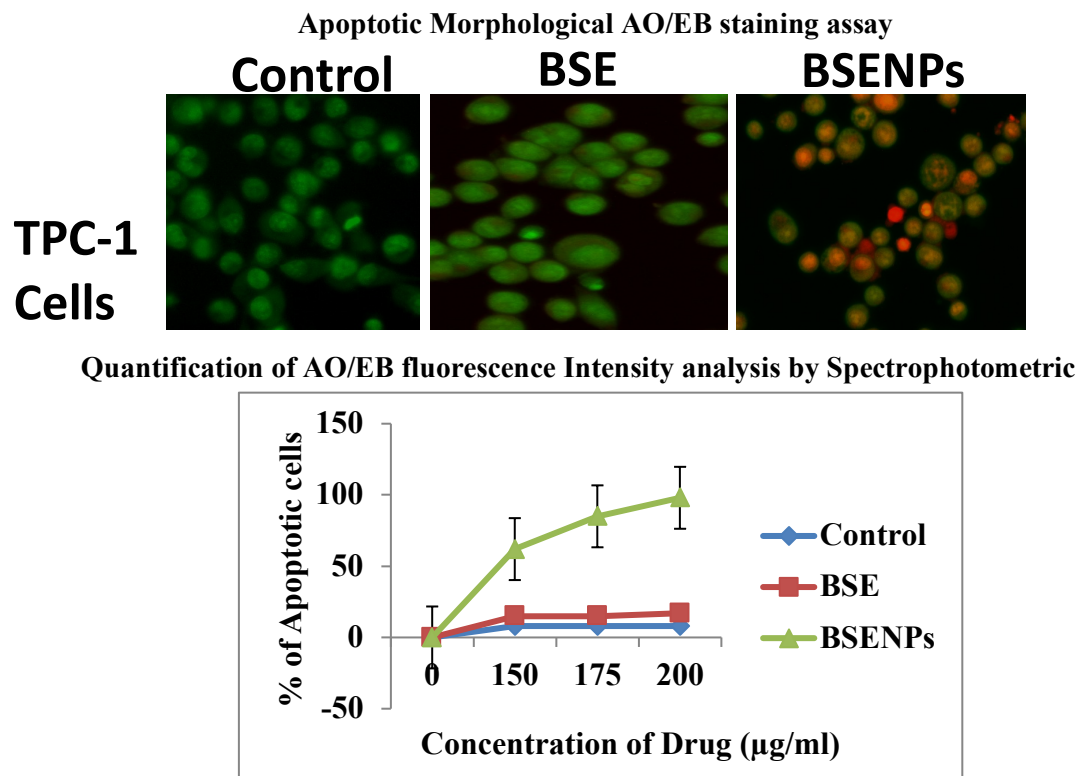 Apoptotic Morphological AO/EB staining assay
Control
BSE
BSENPs
TPC-1
Cells
Quantification of AO/EB fluorescence Intensity analysis by Spectrophotometric
150
100
50
0
-50
% of Apoptotic cells
0
150
175
200
Concentration of Drug (µg/ml)
Control
BSE
BSENPs